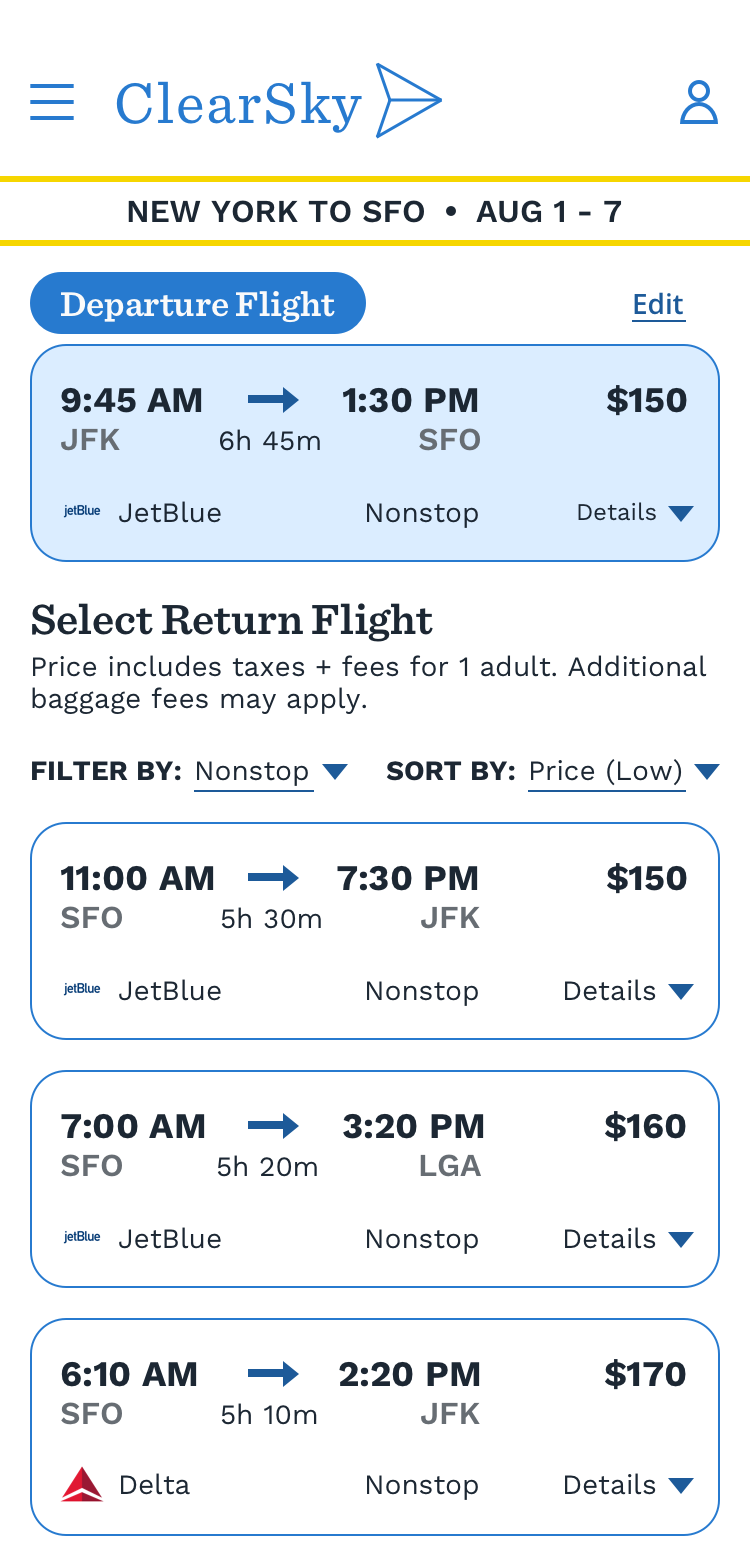 ClearSky
NEW YORK TO SFO • AUG 1 - 7
Departure Flight Edit
9:45 AM 1:30 PM $150
JFK 6h 45m SFO
jetBlue JetBlue Nonstop Details
Select Return Flight
Price includes taxes + fees for 1 adult. Additional
baggage fees may apply.
FILTER BY: Nonstop SORT BY: Price (Low)
11:00 AM 7:30 PM $150
SFO 5h 30m JFK
jetBlue JetBlue Nonstop Details
7:00 AM 3:20 PM $160
SFO 5h 20m LGA
jetBlue JetBlue Nonstop Details
6:10 AM 2:20 PM $170
SFO 5h 10m JFK
Delta Nonstop Details